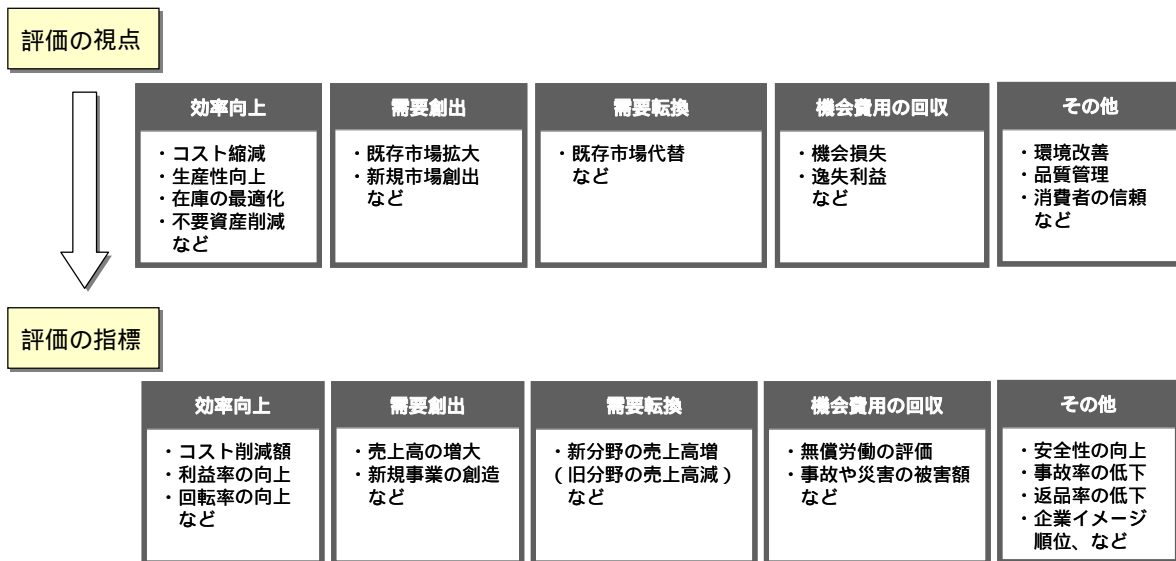 評価の視点
効率向上
・コスト縮減
・生産性向上
・在庫の最適化
・不要資産削減
など
需要創出
・既存市場拡大
・新規市場創出
など
需要転換
・既存市場代替
など
機会費用の回収
・機会損失
・逸失利益
など
その他
・環境改善
・品質管理
・消費者の信頼
など
評価の指標
効率向上
・コスト削減額
・利益率の向上
・回転率の向上
など
需要創出
・売上高の増大
・新規事業の創造
など
需要転換
・新分野の売上高増
(旧分野の売上高減)
など
機会費用の回収
・無償労働の評価
・事故や災害の被害額
など
その他
・安全性の向上
・事故率の低下
・返品率の低下
・企業イメージ
順位、など